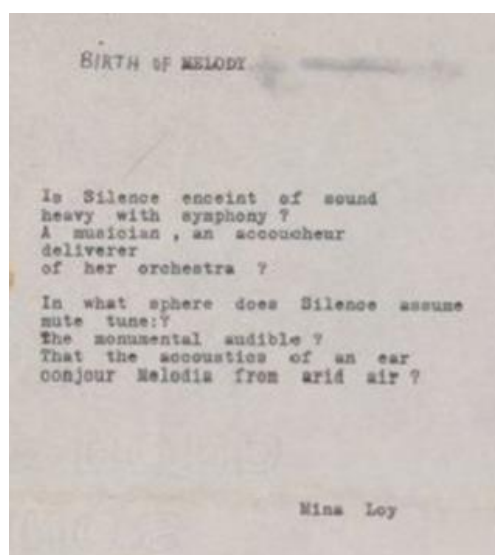 BIRTH OF MELODY
Is Silence enceint of sound
heavy with symphony ?
A musician , an accoucheur
deliverer
of her orchestra ?
In what sphere does Silence assume
mute tune:?
The monumental audible ?
That the accoustics of an ear
conjour Melodia from arid air ?
Mina Loy